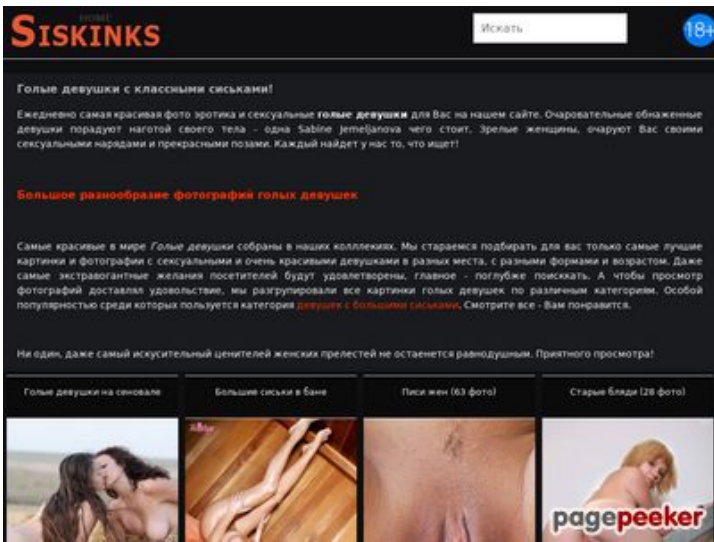 HOME
SISKINKS
Искать
18+
Голые девушки с классными сиськами!
Ежедневно самая красивая фото эротика и сексуальные голые девушки для Вас на нашем сайте. Очаровательные обнаженные
девушки порадуют наготой своего тела - одна Sabine Jemeljanova чего стоит. Зрелые женщины, очаруют Вас своими
сексуальными нарядами и прекрасными позами. Каждый найдет у нас то, что ищет!
Большое разнообразие фотографий голых девушек
Самые красивые в мире Голые девушки собраны в наших колллекиях. Мы стараемся подбирать для вас только самые лучшие
картинки и фотографии с сексуальными и очень красивыми девушками в разных места, с разными формами и возрастом. Даже
самые экстравогантные желания посетителей будут удовлетворены, главное - поглубже поисккать. А чтобы просмотр
фотографий доставлял удовольствие, мы разгрупировали все картинки голых девушек по различным категориям. Особой
популярностью среди которых пользуется категория девушек с большими сиськами. Смотрите все - Вам понравится.
Ни один, даже самый искусительный ценителей женских прелестей не остаенется равнодушным. Приятного просмотра!
Голые девушки на сеновале
Большие сиськи в бане
Писи жен (63 фото)
Старые бляди (28 фото)
pagepeeker